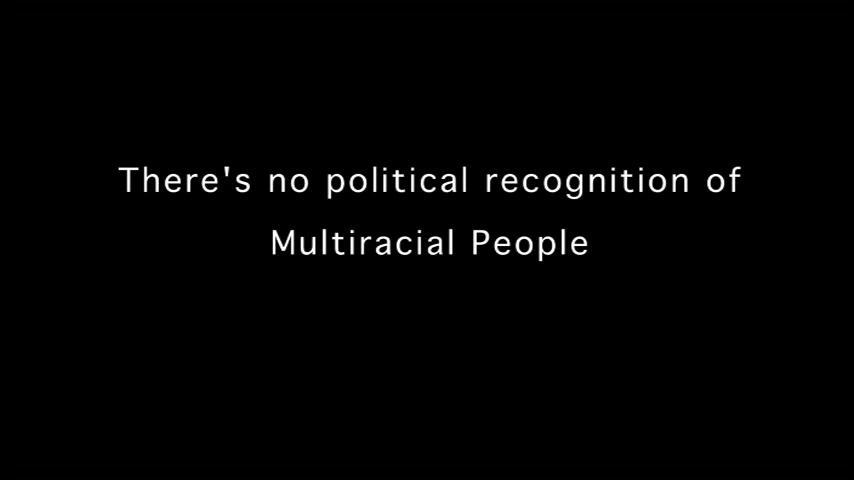 There's no political recognition of
Multiracial People